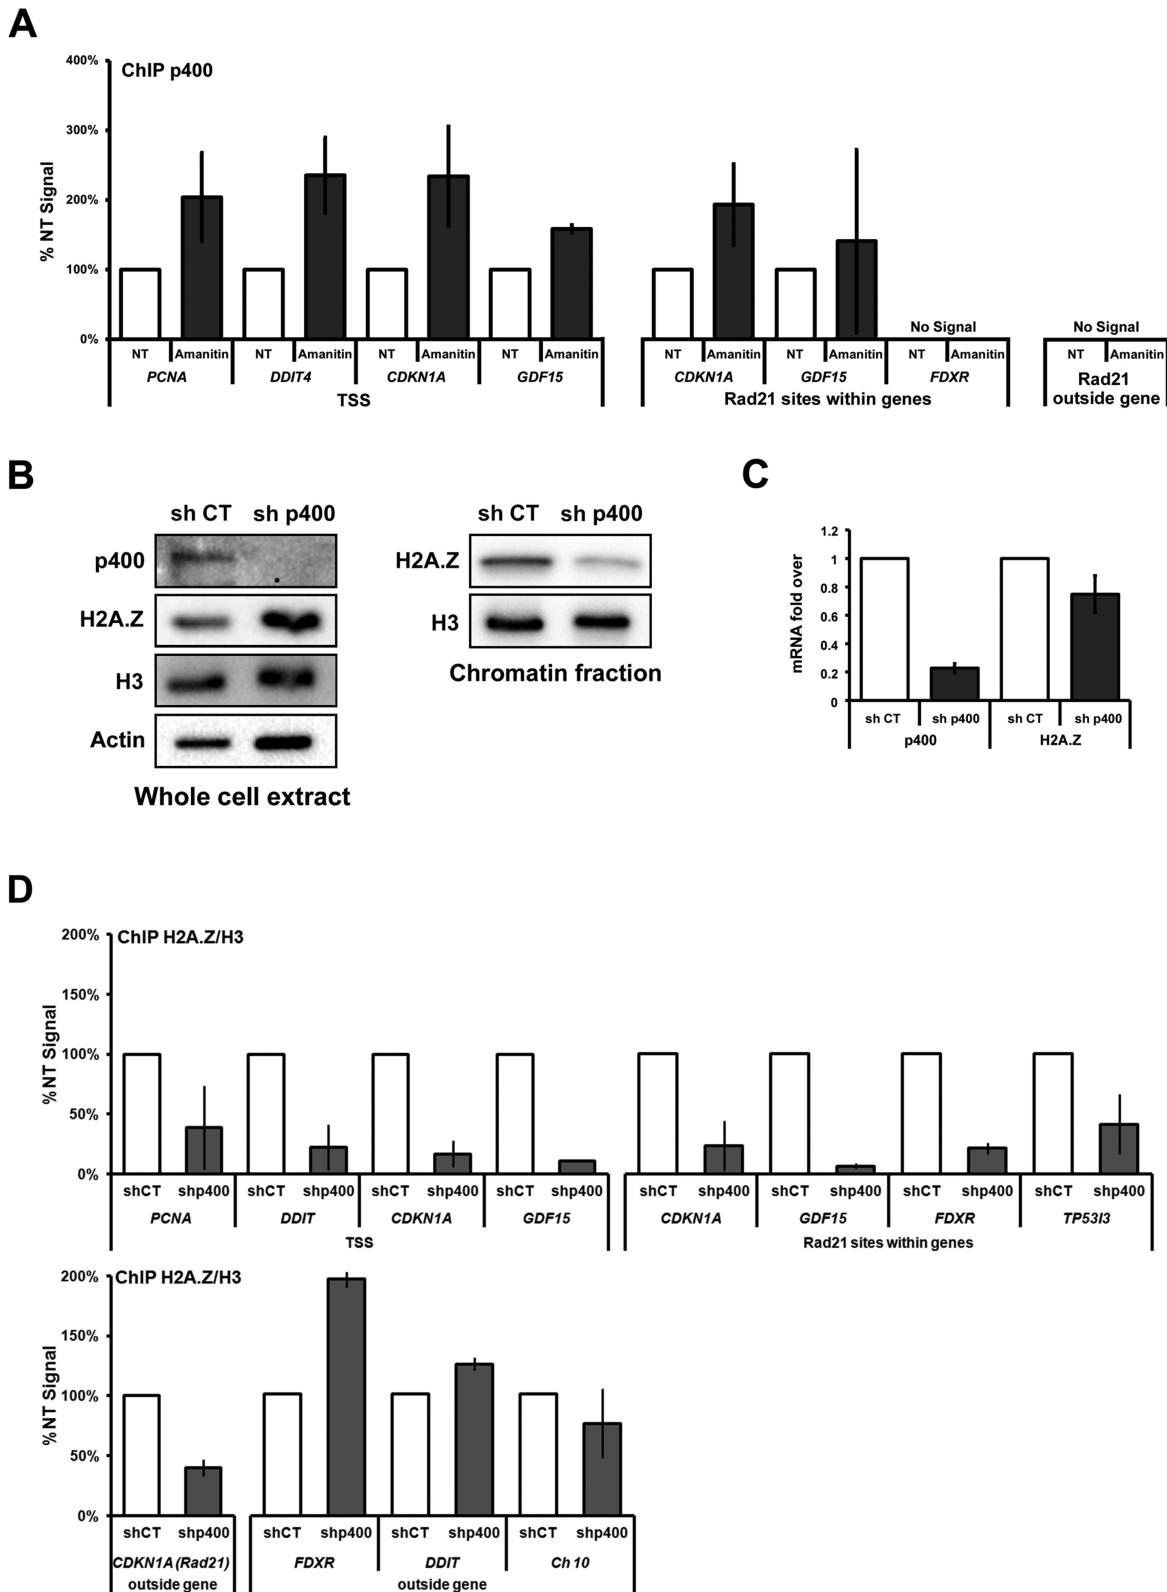 A
ChIP p400
% NT Signal
400%
300%
200%
100%
0%
No Signal
No Signal
NT Amanitin NT Amanitin NT Amanitin NT Amanitin NT Amanitin NT Amanitin NT Amanitin NT Amanitin
PCNA DDIT4 CDKN1A GDF15 CDKN1A GDF15 FDXR Rad21
TSS Rad21 sites within genes outside gene
B
sh CT sh p400
p400
H2A.Z
H3
Actin
Whole cell extract
sh CT sh p400
H2A.Z
H3
Chromatin fraction
C
mRNA fold over
1.2
1
0.8
0.6
0.4
0.2
0
sh CT sh p400 sh CT sh p400
p400 H2A.Z
D
ChIP H2A.Z/H3
%NT Signal
200%
150%
100%
50%
0%
shCT shp400 shCT shp400 shCT shp400 shCT shp400 shCT shp400 shCT shp400 shCT shp400 shCT shp400
PCNA DDIT CDKN1A GDF15 CDKN1A GDF15 FDXR TP53I3
TSS Rad21 sites within genes
ChIP H2A.Z/H3
%NT Signal
200%
150%
100%
50%
0%
shCT shp400 shCT shp400 shCT shp400 shCT shp400
CDKN1A (Rad21) FDXR DDIT Ch 10
outside gene outside gene